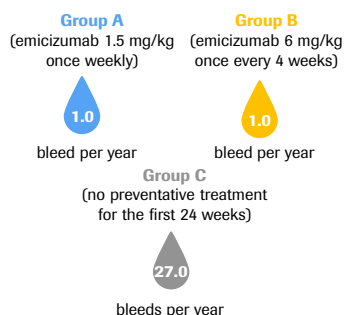 Group A
(emicizumab 1.5 mg/kg
once weekly)
1.0
bleed per year
Group B
(emicizumab 6 mg/kg
once every 4 weeks)
1.0
bleed per year
Group C
(no preventative treatment
for the first 24 weeks)
27.0
bleeds per year